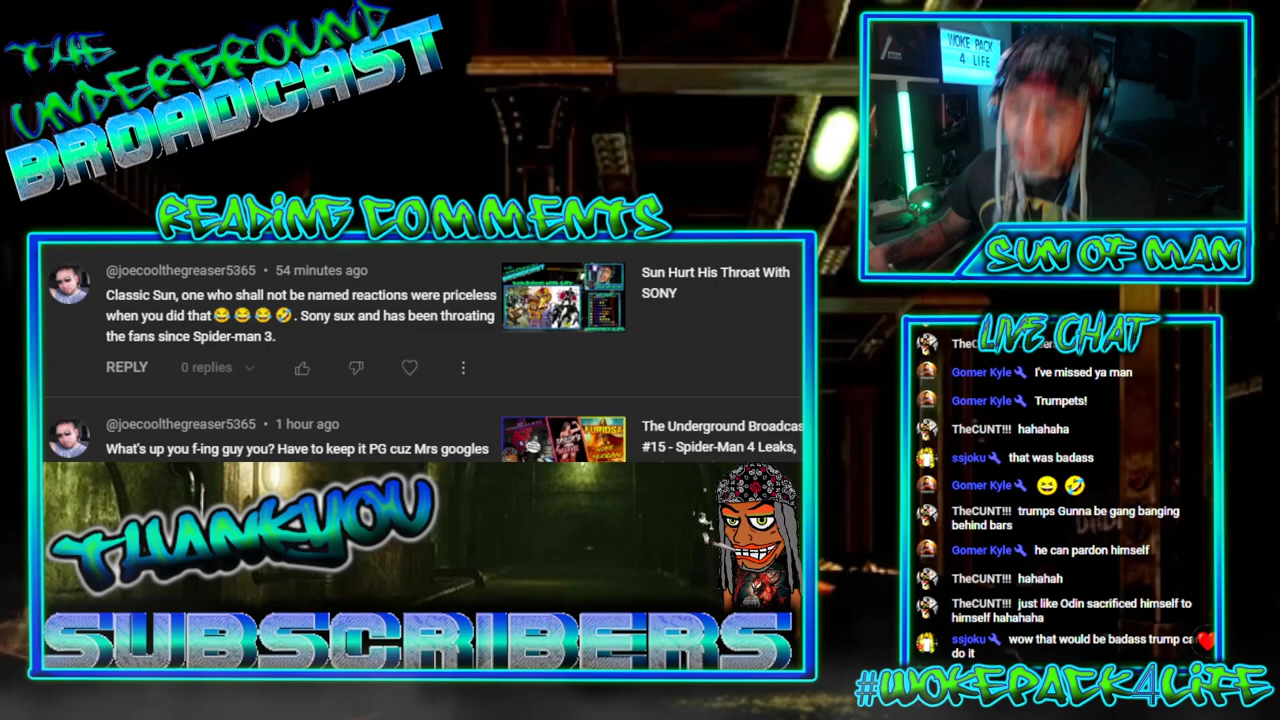 THE
UNDERGROUND
BROADCAST
READING COMMENTS
@joecoolthegreaser5365 • 54 minutes ago
Classic Sun, one who shall not be named reactions were priceless
when you did that😂 😂 😂 🤣. Sony sux and has been throating
the fans since Spider-man 3.
REPLY 0 replies
Sun Hurt His Throat With
SONY
@joecoolthegreaser5365 • 1 hour ago
What's up you f-ing guy you? Have to keep it PG cuz Mrs googles
The Underground Broadcas
#15 - Spider-Man 4 Leaks,
THANKYOU
SUBSCRIBERS
WOKE PACK
4 LIFE
SUN OF MAN
LIVE CHAT
Gomer Kyle I've missed ya man
Gomer Kyle Trumpets!
TheCUNT!!! hahahaha
ssjoku that was badass
Gomer Kyle 😆 🤣
TheCUNT!!! trumps Gunna be gang banging
behind bars
Gomer Kyle he can pardon himself
TheCUNT!!! hahahah
TheCUNT!!! just like Odin sacrificed himself to
himself hahahaha
ssjoku wow that would be badass trump ca
do it
#WOKEPACK4LIFE